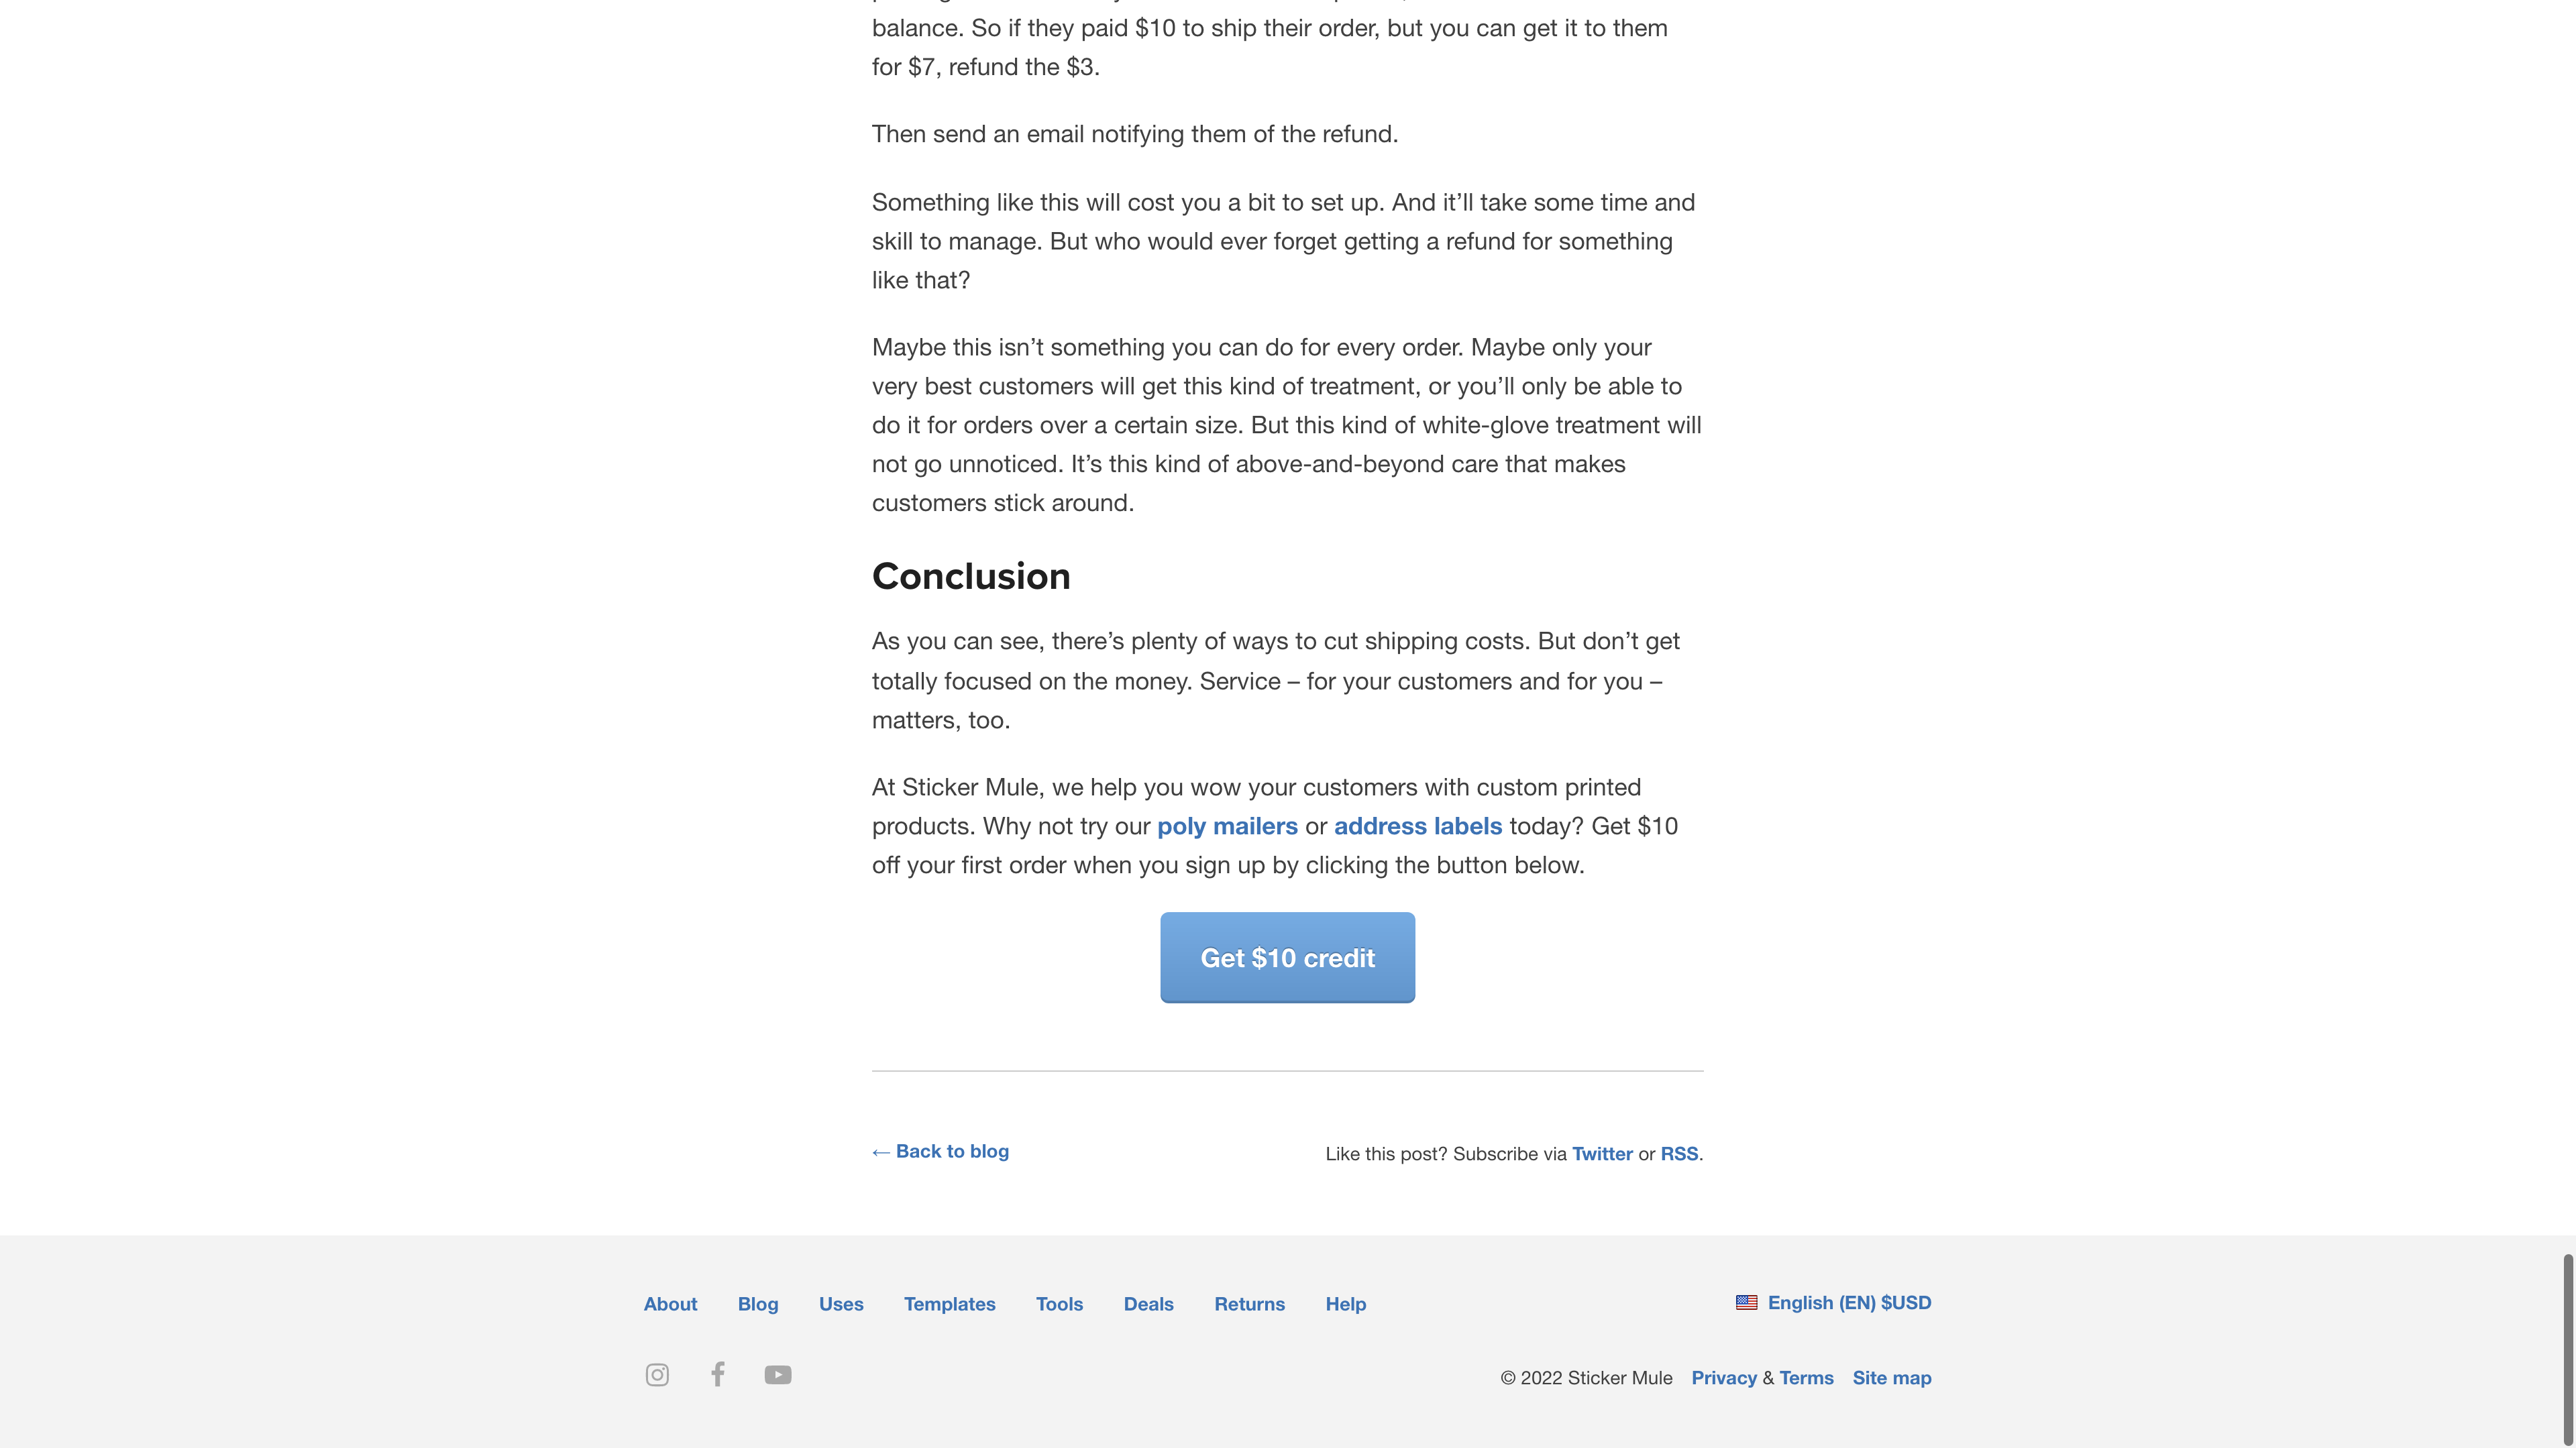 balance. So if they paid $10 to ship their order, but you can get it to them
for $7, refund the $3.
Then send an email notifying them of the refund.
Something like this will cost you a bit to set up. And it’ll take some time and
skill to manage. But who would ever forget getting a refund for something
like that?
Maybe this isn’t something you can do for every order. Maybe only your
very best customers will get this kind of treatment, or you’ll only be able to
do it for orders over a certain size. But this kind of white-glove treatment will
not go unnoticed. It’s this kind of above-and-beyond care that makes
customers stick around.
Conclusion
As you can see, there’s plenty of ways to cut shipping costs. But don’t get
totally focused on the money. Service – for your customers and for you –
matters, too.
At Sticker Mule, we help you wow your customers with custom printed
products. Why not try our poly mailers or address labels today? Get $10
off your first order when you sign up by clicking the button below.
Get $10 credit
← Back to blog
Like this post? Subscribe via Twitter or RSS.
About Blog Uses Templates Tools Deals Returns Help
English (EN) $USD
© 2022 Sticker Mule Privacy & Terms Site map